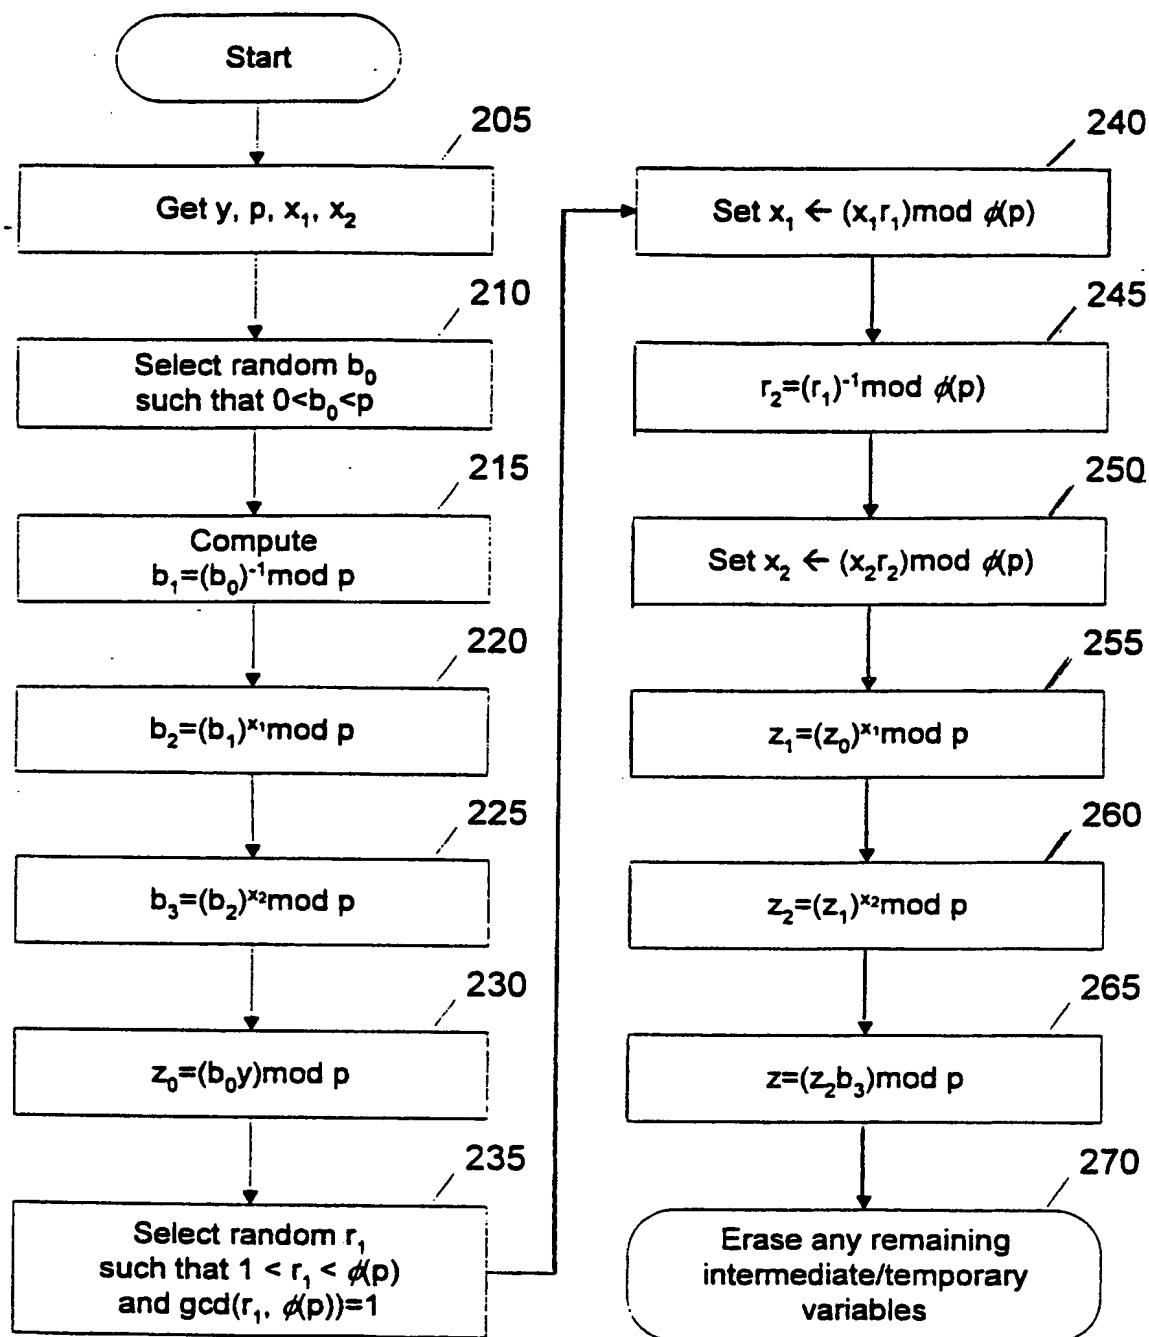 Start
205
Get y, p, x₁, x₂
210
Select random b₀
such that 0<b₀<p
215
Compute
b₁=(b₀)⁻¹mod p
220
b₂=(b₁)^x₁mod p
225
b₃=(b₂)^x₂mod p
230
z₀=(b₀y)mod p
235
Select random r₁
such that 1 < r₁ < ϕ(p)
and gcd(r₁, ϕ(p))=1
240
Set x₁ ← (x₁r₁)mod ϕ(p)
245
r₂=(r₁)⁻¹mod ϕ(p)
250
Set x₂ ← (x₂r₂)mod ϕ(p)
255
z₁=(z₀)^x₁mod p
260
z₂=(z₁)^x₂mod p
265
z=(z₂b₃)mod p
270
Erase any remaining
intermediate/temporary
variables